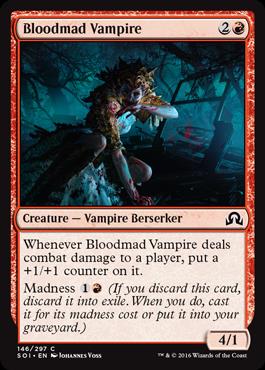 Bloodmad Vampire 2
Creature — Vampire Berserker
Whenever Bloodmad Vampire deals
combat damage to a player, put a
+1/+1 counter on it.
Madness 1 (If you discard this card,
discard it into exile. When you do, cast
it for its madness cost or put it into
your graveyard.)
4/1
146/297 C
SOI • EN Johannes Voss
™ & © 2016 Wizards of the Coast